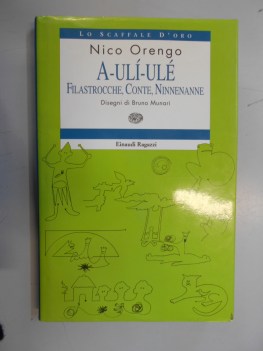 LO SCAFFALE D'ORO
Nico Orengo
A-ULÍ-ULÉ
FILASTROCCHE, CONTE, NINNENANNE
Disegni di Bruno Munari
Einaudi Ragazzi